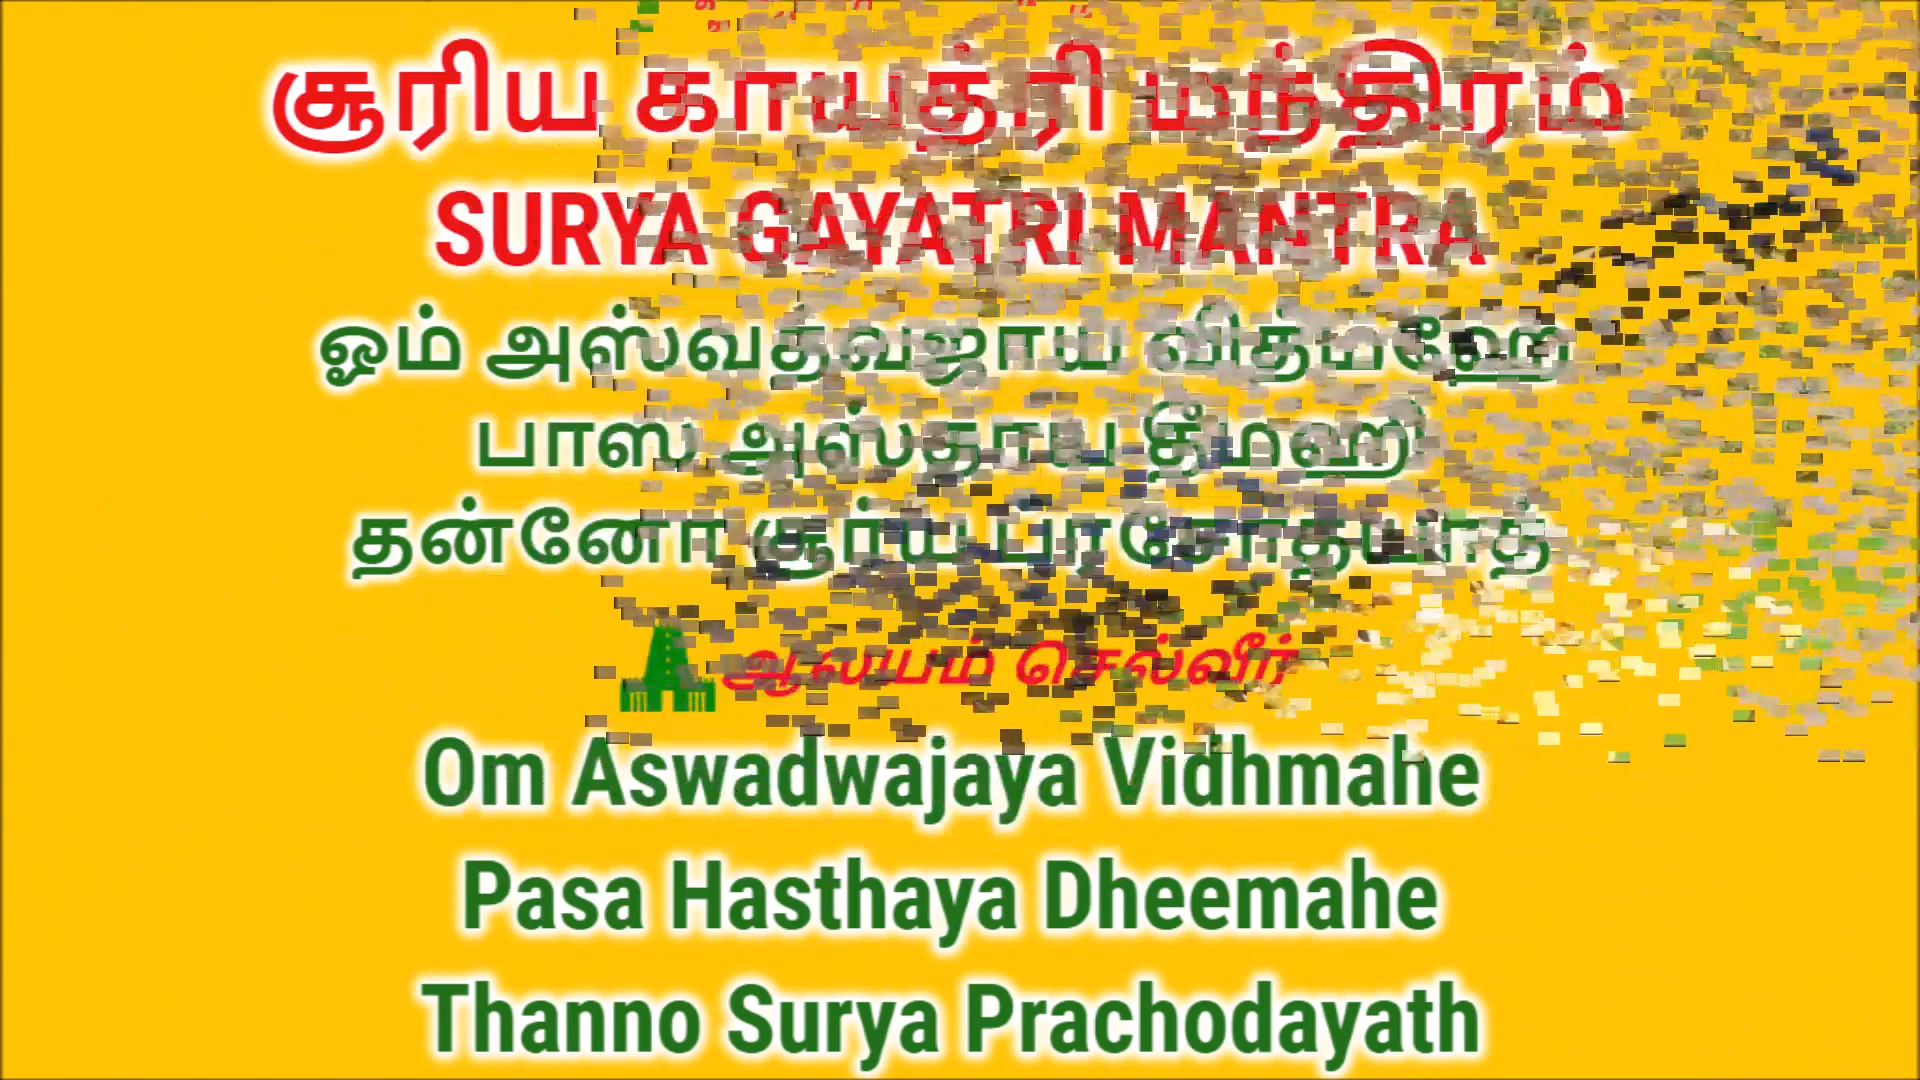 சூரிய காயத்ரி மந்திரம்
SURYA GAYATRI MANTRA
ஓம் அஸ்வத்வஜாய வித்மஹே
பாஸ அஸ்தாய தீமஹி
தன்னோ சூர்ய ப்ரசோதயாத்
ஆலயம் செல்வீர்
Om Aswadwajaya Vidhmahe
Pasa Hasthaya Dheemahe
Thanno Surya Prachodayath